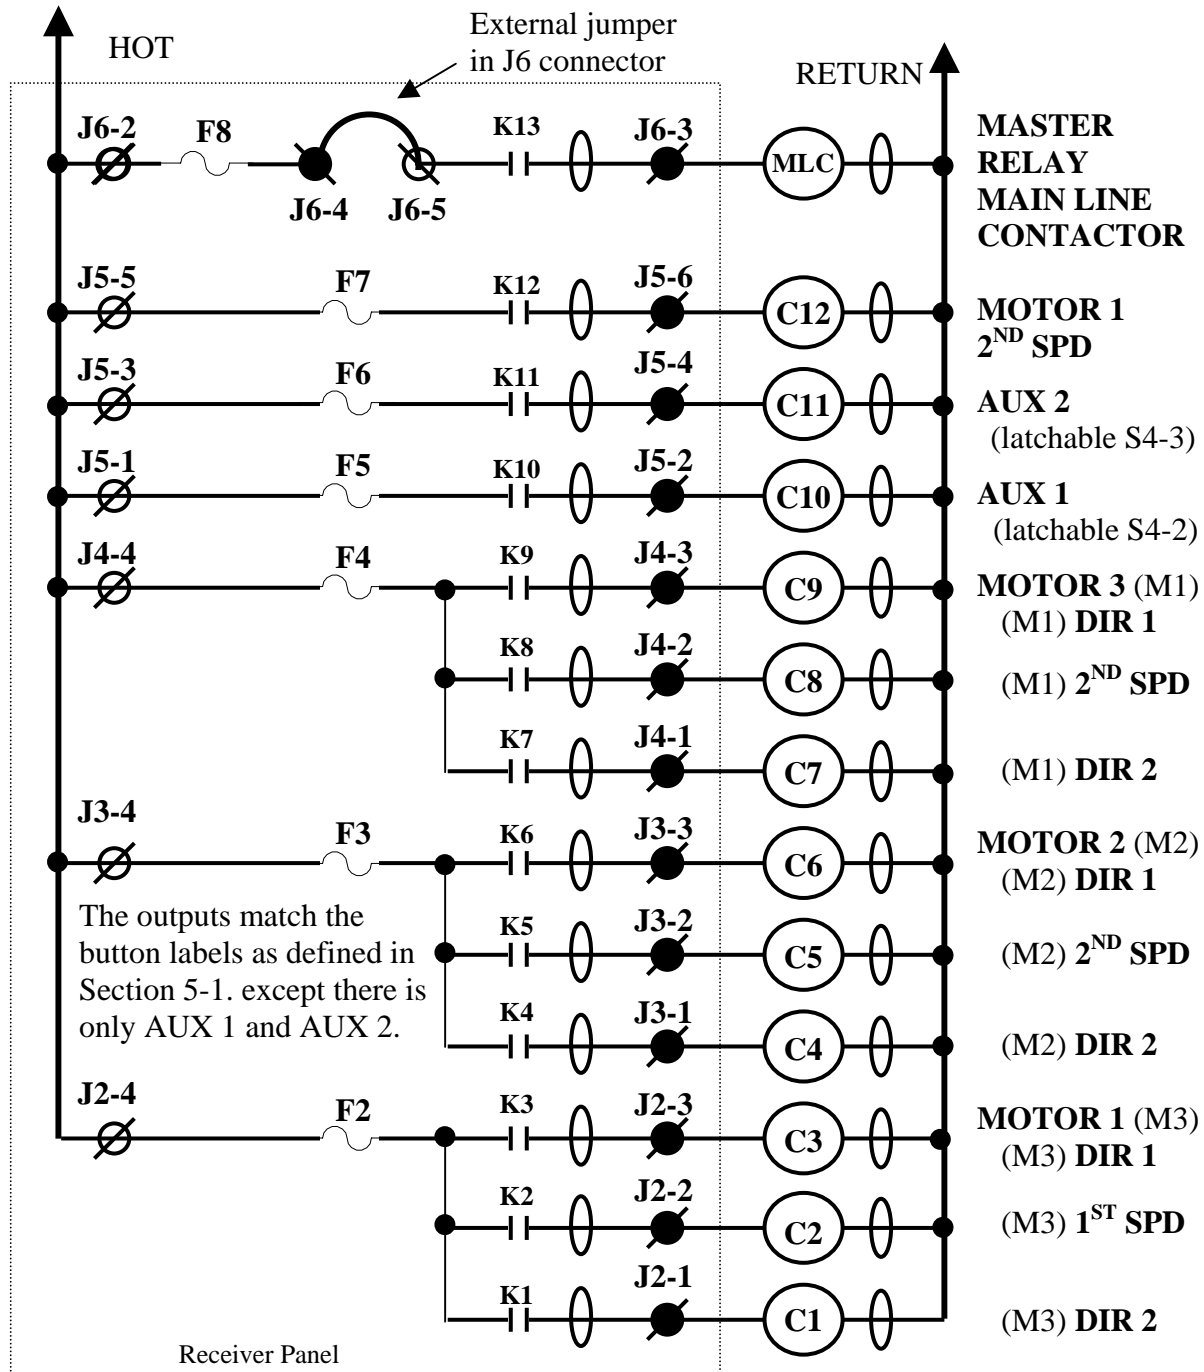 HOT
External jumper
in J6 connector
RETURN
J6-2
F8
J6-4
J6-5
K13
J6-3
MLC
MASTER
RELAY
MAIN LINE
CONTACTOR
J5-5
F7
K12
J5-6
C12
MOTOR 1
2ND SPD
J5-3
F6
K11
J5-4
C11
AUX 2
(latchable S4-3)
J5-1
F5
K10
J5-2
C10
AUX 1
(latchable S4-2)
J4-4
F4
K9
J4-3
C9
MOTOR 3 (M1)
(M1) DIR 1
K8
J4-2
C8
(M1) 2ND SPD
K7
J4-1
C7
(M1) DIR 2
J3-4
F3
K6
J3-3
C6
MOTOR 2 (M2)
(M2) DIR 1
The outputs match the
button labels as defined in
Section 5-1. except there is
only AUX 1 and AUX 2.
K5
J3-2
C5
(M2) 2ND SPD
K4
J3-1
C4
(M2) DIR 2
J2-4
F2
K3
J2-3
C3
MOTOR 1 (M3)
(M3) DIR 1
K2
J2-2
C2
(M3) 1ST SPD
K1
J2-1
C1
(M3) DIR 2
Receiver Panel